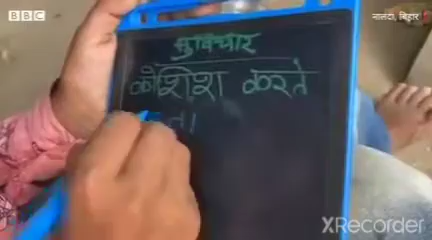 BBC
नालंदा, बिहार
शुक्रवार
कोशिश करते
XRecorder